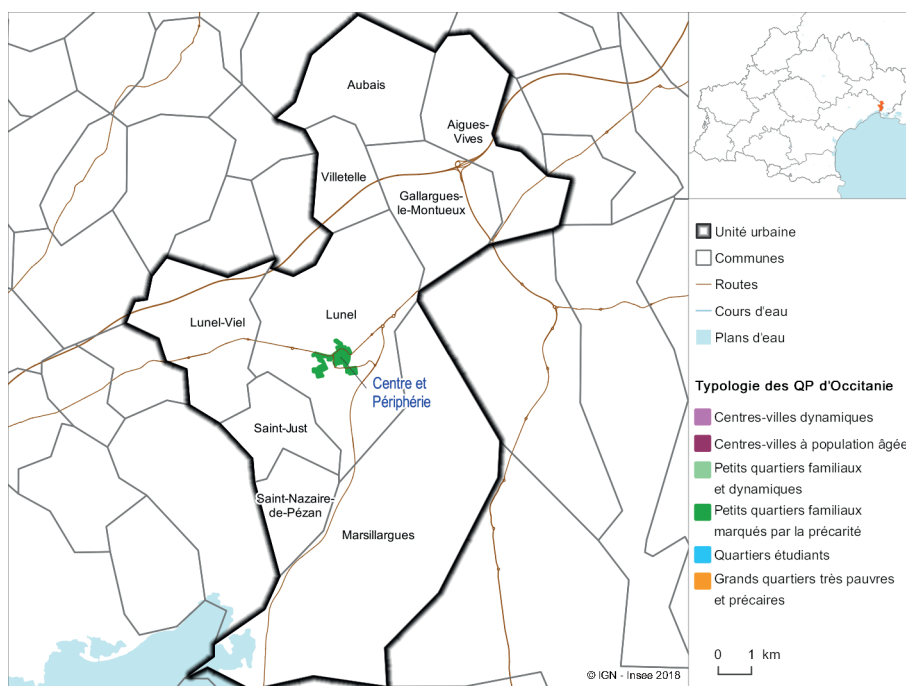 Aubais
Aigues-
Vives
Villetelle
Gallargues-
le-Montueux
Lunel-Viel
Lunel
Centre et
Périphérie
Saint-Just
Saint-Nazaire-
de-Pézan
Marsillargues
© IGN - Insee 2018
Unité urbaine
Communes
Routes
Cours d'eau
Plans d'eau
Typologie des QP d'Occitanie
Centres-villes dynamiques
Centres-villes à population âgée
Petits quartiers familiaux
et dynamiques
Petits quartiers familiaux
marqués par la précarité
Quartiers étudiants
Grands quartiers très pauvres
et précaires
0 1 km